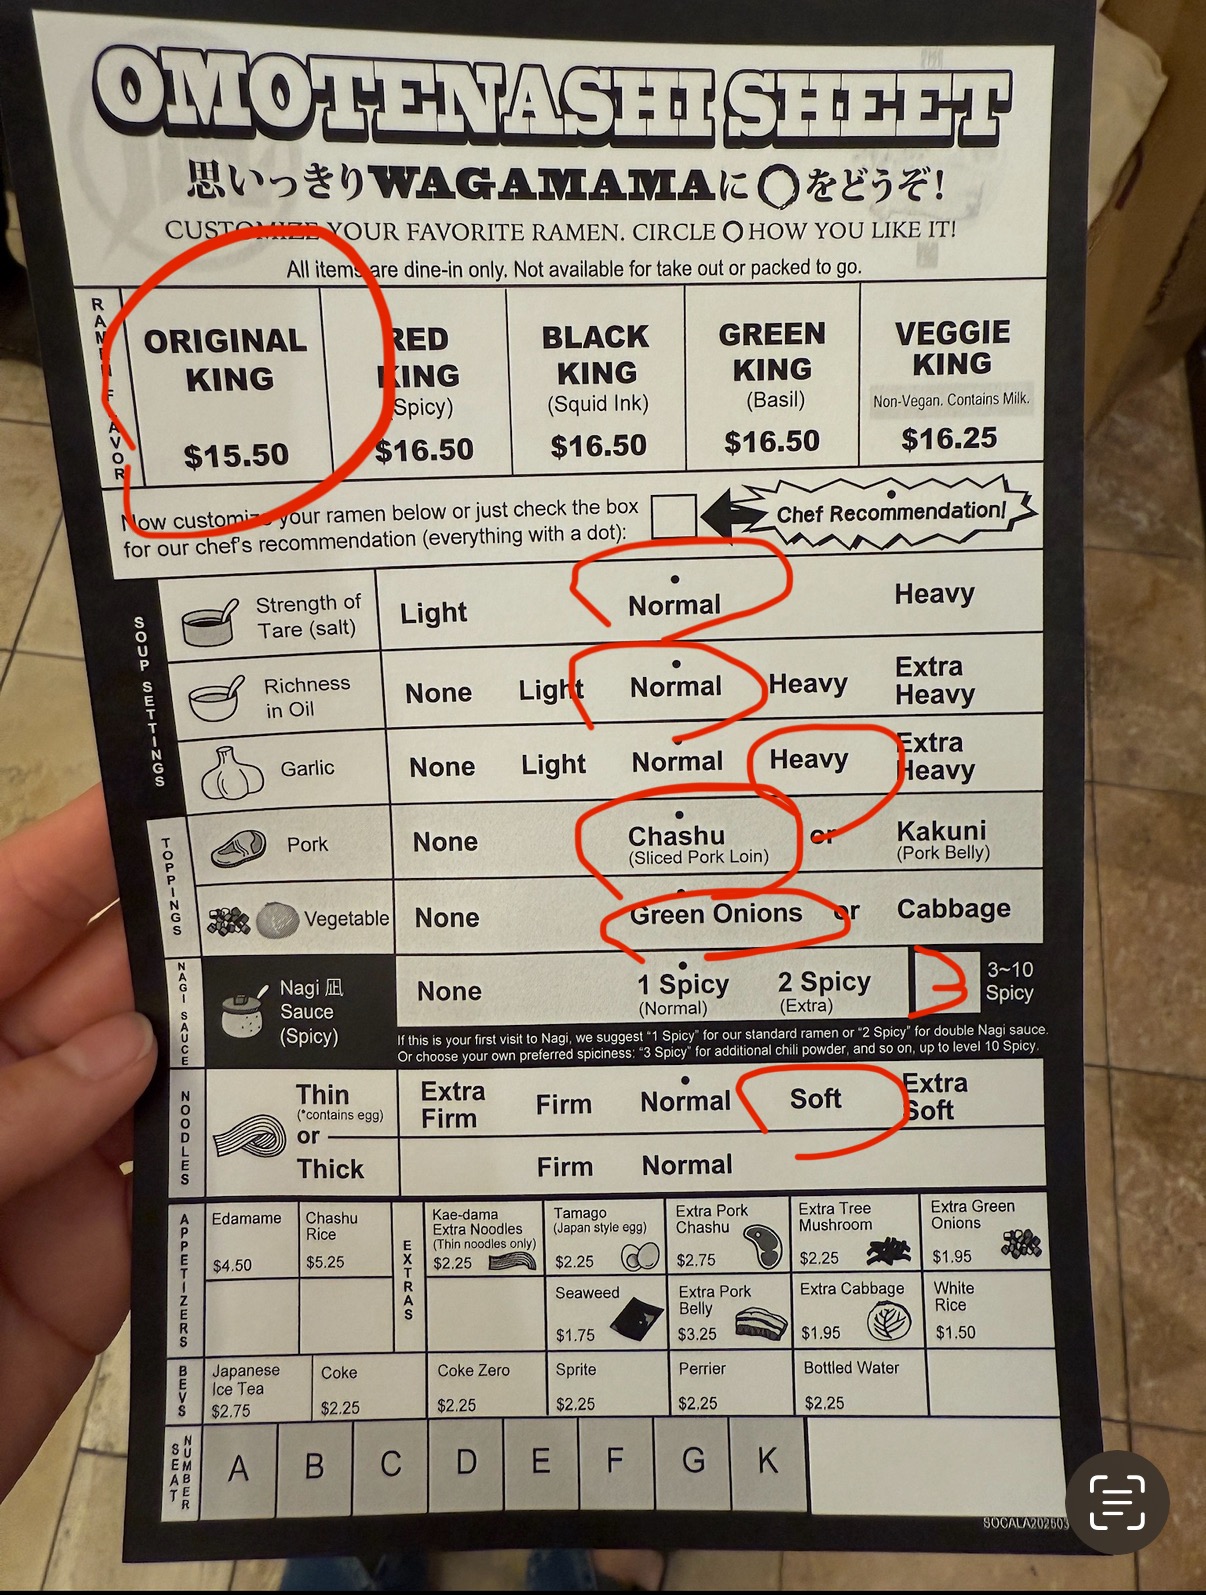 OMOTENASHI SHEET
思いっきりWAGAMAMAに〇をどうぞ!
CUSTOMIZE YOUR FAVORITE RAMEN. CIRCLE O HOW YOU LIKE IT!
All items are dine-in only. Not available for take out or packed to go.
RAMEN FLAVOR
ORIGINAL KING $15.50
RED KING (Spicy) $16.50
BLACK KING (Squid Ink) $16.50
GREEN KING (Basil) $16.50
VEGGIE KING Non-Vegan. Contains Milk. $16.25
Now customize your ramen below or just check the box
for our chef's recommendation (everything with a dot):
Chef Recommendation!
SOUP SETTINGS
Strength of Tare (salt) Light Normal Heavy
Richness in Oil None Light Normal Heavy Extra Heavy
Garlic None Light Normal Heavy Extra Heavy
TOPPINGS
Pork None Chashu (Sliced Pork Loin) or Kakuni (Pork Belly)
Vegetable None Green Onions or Cabbage
NAGI SAUCE
Nagi 凪 Sauce (Spicy) None 1 Spicy (Normal) 2 Spicy (Extra) 3 3~10 Spicy
If this is your first visit to Nagi, we suggest "1 Spicy" for our standard ramen or "2 Spicy" for double Nagi sauce.
Or choose your own preferred spiciness: "3 Spicy" for additional chili powder, and so on, up to level 10 Spicy.
NOODLES
Thin (*contains egg) Extra Firm Firm Normal Soft Extra Soft
or
Thick Firm Normal
APPETIZERS
Edamame $4.50
Chashu Rice $5.25
EXTRAS
Kae-dama Extra Noodles (Thin noodles only) $2.25
Tamago (Japan style egg) $2.25
Extra Pork Chashu $2.75
Extra Tree Mushroom $2.25
Extra Green Onions $1.95
Seaweed $1.75
Extra Pork Belly $3.25
Extra Cabbage $1.95
White Rice $1.50
BEVS
Japanese Ice Tea $2.75
Coke $2.25
Coke Zero $2.25
Sprite $2.25
Perrier $2.25
Bottled Water $2.25
SEAT NUMBER
A B C D E F G K
SOCALA202603